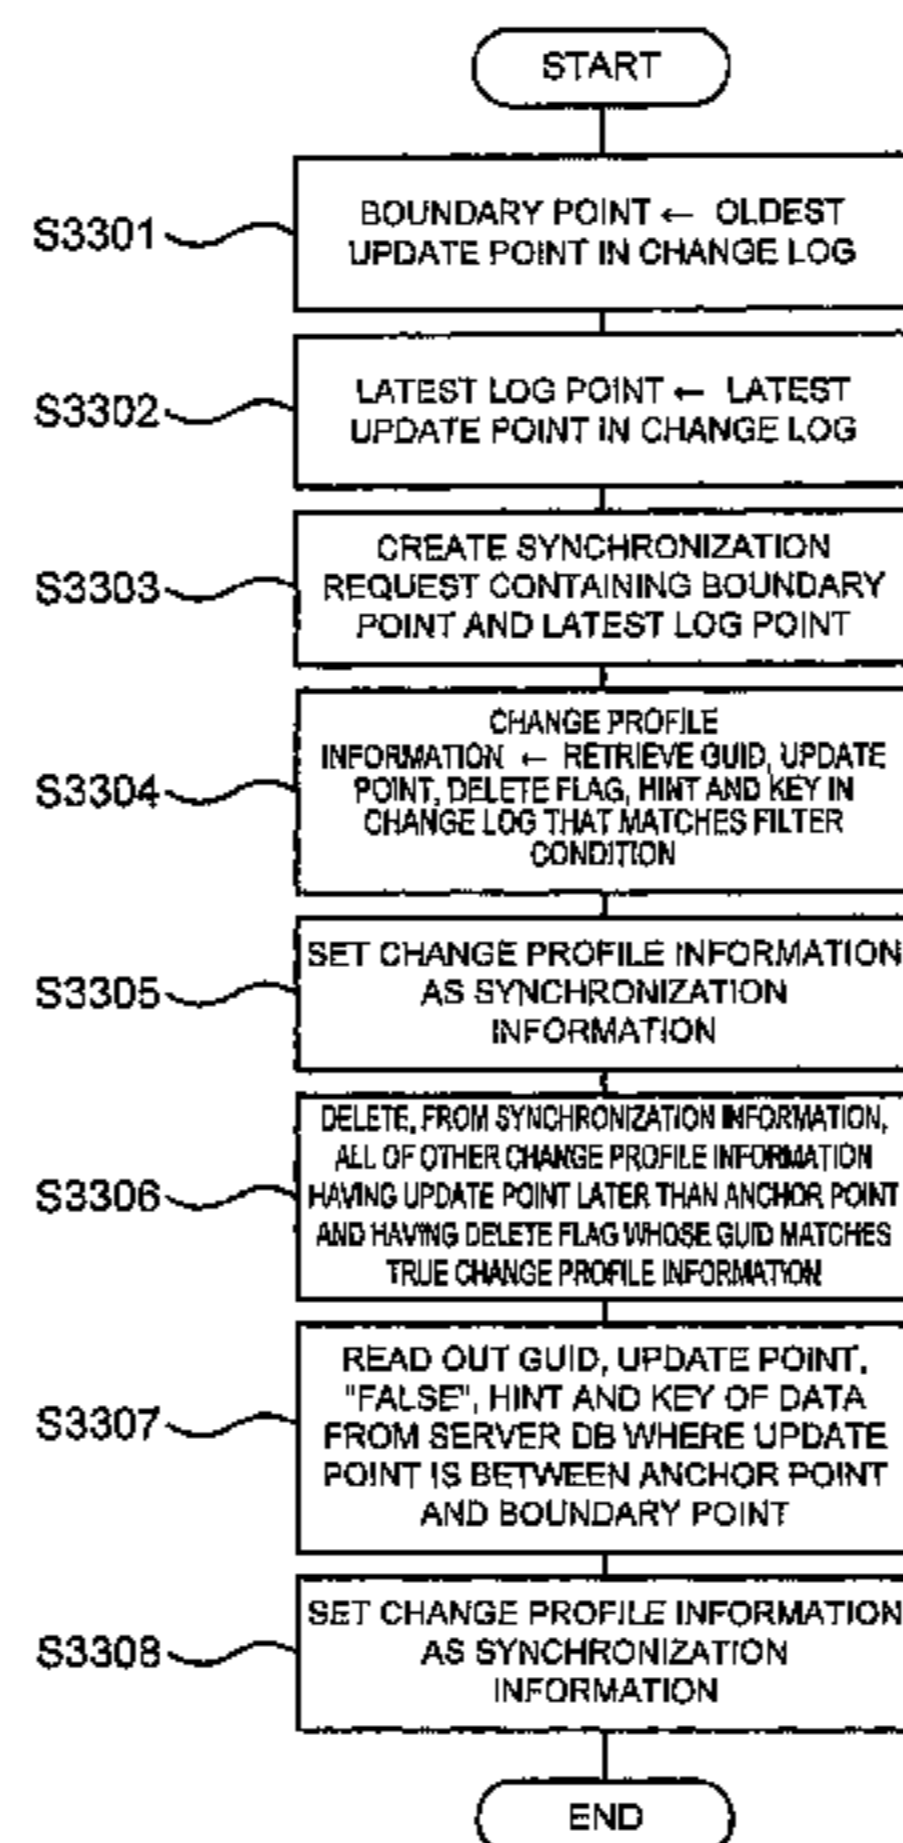 START
S3301
BOUNDARY POINT ← OLDEST
UPDATE POINT IN CHANGE LOG
S3302
LATEST LOG POINT ← LATEST
UPDATE POINT IN CHANGE LOG
S3303
CREATE SYNCHRONIZATION
REQUEST CONTAINING BOUNDARY
POINT AND LATEST LOG POINT
S3304
CHANGE PROFILE
INFORMATION ← RETRIEVE GUID, UPDATE
POINT, DELETE FLAG, HINT AND KEY IN
CHANGE LOG THAT MATCHES FILTER
CONDITION
S3305
SET CHANGE PROFILE INFORMATION
AS SYNCHRONIZATION
INFORMATION
S3306
DELETE, FROM SYNCHRONIZATION INFORMATION,
ALL OF OTHER CHANGE PROFILE INFORMATION
HAVING UPDATE POINT LATER THAN ANCHOR POINT
AND HAVING DELETE FLAG WHOSE GUID MATCHES
TRUE CHANGE PROFILE INFORMATION
S3307
READ OUT GUID, UPDATE POINT,
"FALSE", HINT AND KEY OF DATA
FROM SERVER DB WHERE UPDATE
POINT IS BETWEEN ANCHOR POINT
AND BOUNDARY POINT
S3308
SET CHANGE PROFILE INFORMATION
AS SYNCHRONIZATION
INFORMATION
END